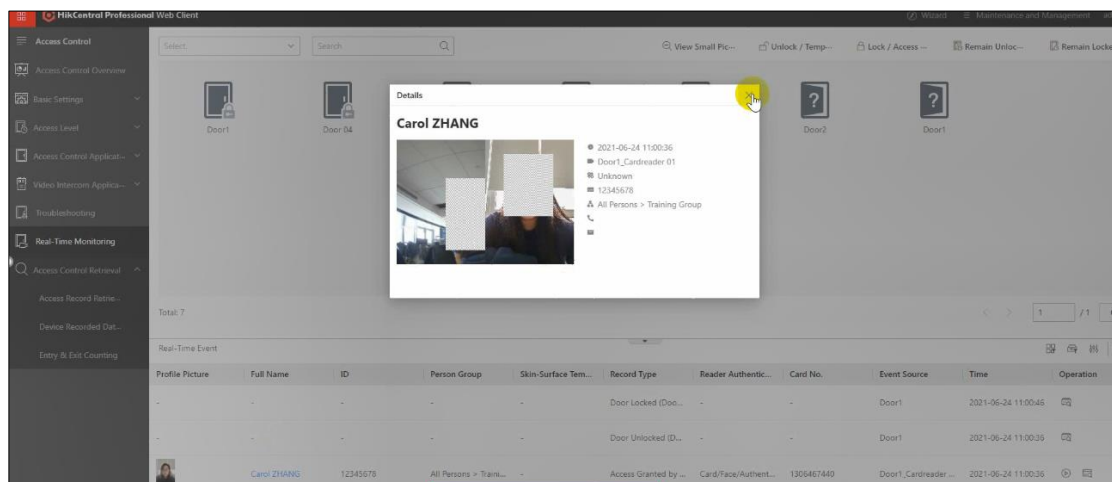 HikCentral Professional Web Client
Wizard
Maintenance and Management
Access Control
Select.
Search
View Small Pic...
Unlock / Temp...
Lock / Access ...
Remain Unloc...
Remain Locke
Access Control Overview
Basic Settings
Access Level
Access Control Applicat...
Video Intercom Applica...
Troubleshooting
Real-Time Monitoring
Access Control Retrieval
Access Record Retrie...
Device Recorded Dat...
Entry & Exit Counting
Door1
Door 04
Door2
Door1
Details
Carol ZHANG
2021-06-24 11:00:36
Door1_Cardreader 01
Unknown
12345678
All Persons > Training Group
Total: 7
1
/ 1
Real-Time Event
Profile Picture Full Name ID Person Group Skin-Surface Tem... Record Type Reader Authentic... Card No. Event Source Time Operation
- - - - - Door Locked (Doo... - - Door1 2021-06-24 11:00:46
- - - - - Door Unlocked (D... - - Door1 2021-06-24 11:00:36
Carol ZHANG 12345678 All Persons > Traini... - Access Granted by ... Card/Face/Authent... 1306467440 Door1_Cardreader ... 2021-06-24 11:00:36